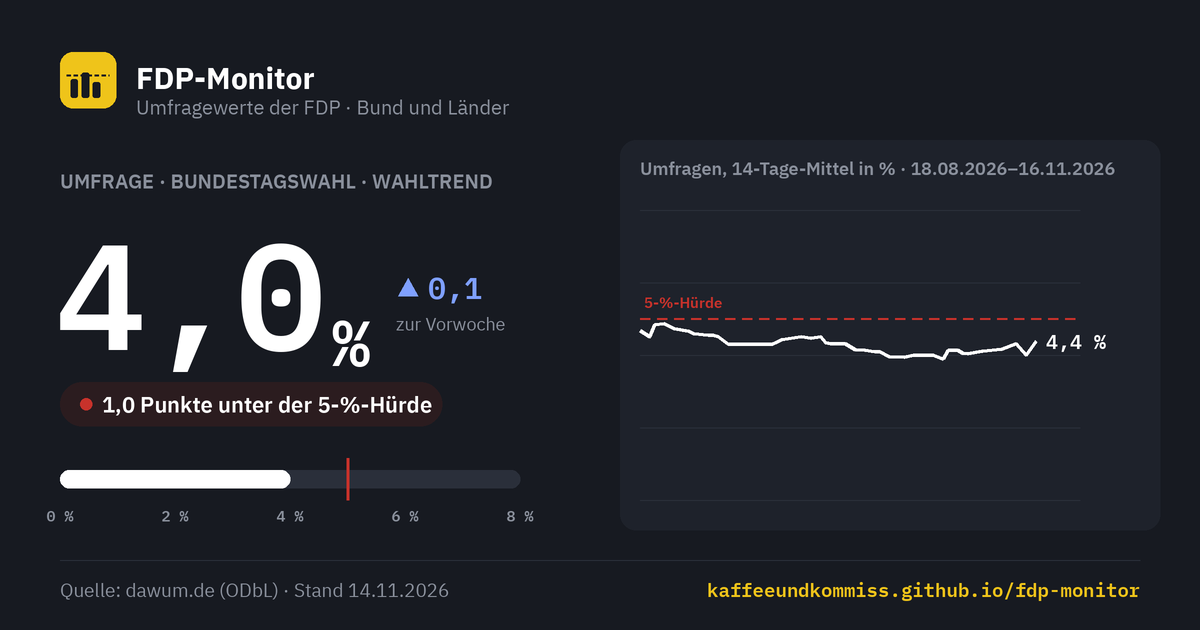 FDP-Monitor
Umfragewerte der FDP · Bund und Länder
UMFRAGE · BUNDESTAGSWAHL · WAHLTREND
4,0 %
▲ 0,1
zur Vorwoche
1,0 Punkte unter der 5-%-Hürde
0 % 2 % 4 % 6 % 8 %
Umfragen, 14-Tage-Mittel in % · 18.08.2026–16.11.2026
5-%-Hürde
4,4 %
Quelle: dawum.de (ODbL) · Stand 14.11.2026
kaffeeundkommiss.github.io/fdp-monitor